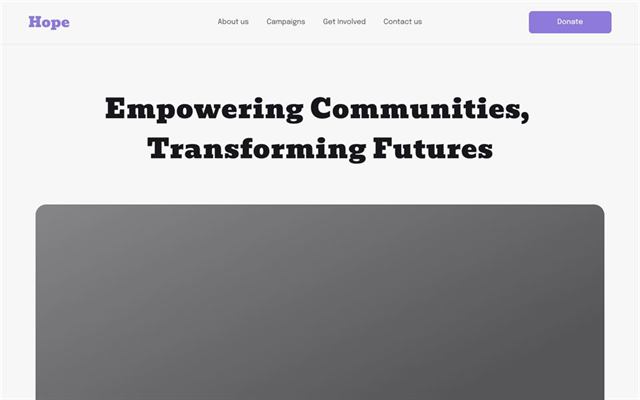 Hope
About us
Campaigns
Get Involved
Contact us
Donate
Empowering Communities,
Transforming Futures